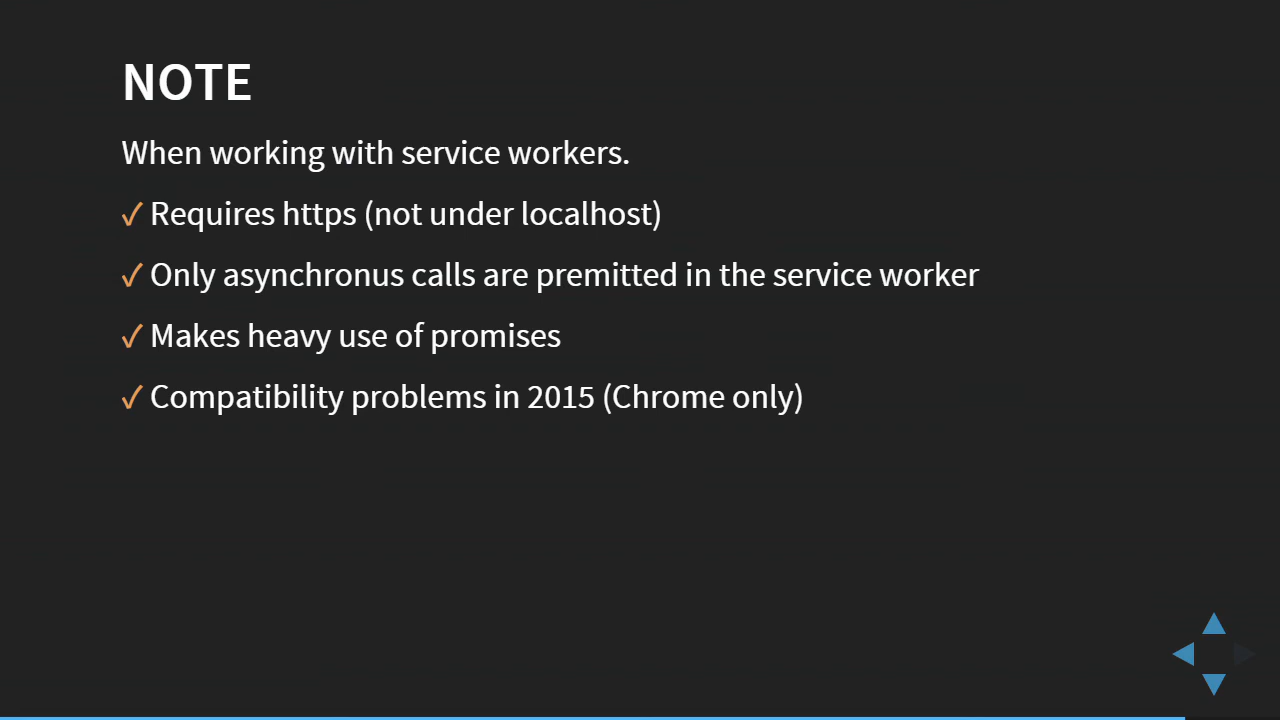 NOTE
When working with service workers.
✓ Requires https (not under localhost)
✓ Only asynchronus calls are premitted in the service worker
✓ Makes heavy use of promises
✓ Compatibility problems in 2015 (Chrome only)